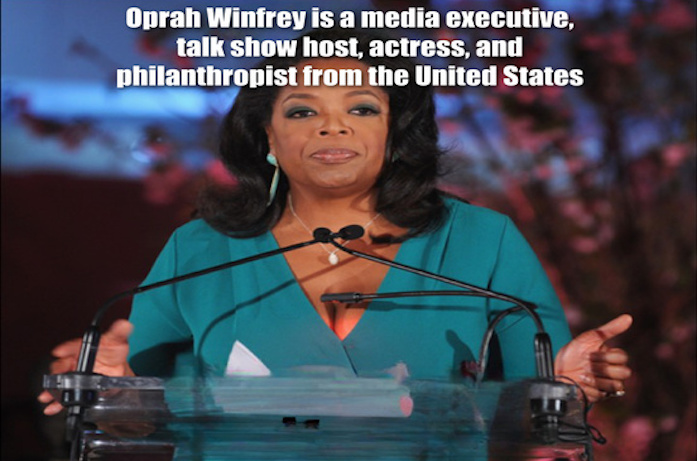 Oprah Winfrey is a media executive,
talk show host, actress, and
philanthropist from the United States